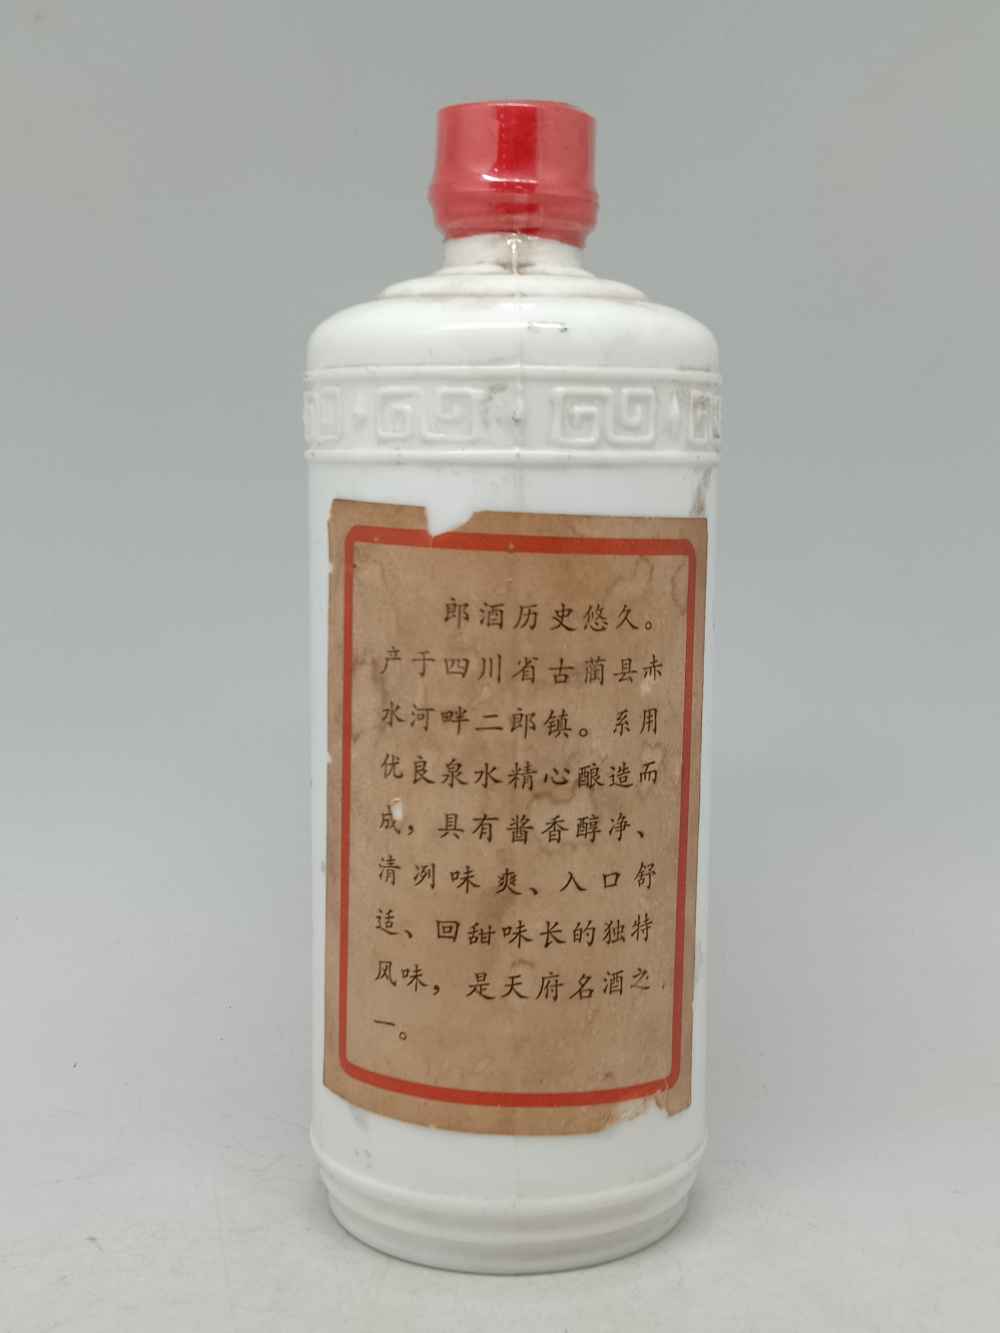 郎酒历史悠久。
产于四川省古蔺县赤
水河畔二郎镇。系用
优良泉水精心酿造而
成，具有酱香醇净、
清冽味爽、入口舒
适、回甜味长的独特
风味，是天府名酒之
一。